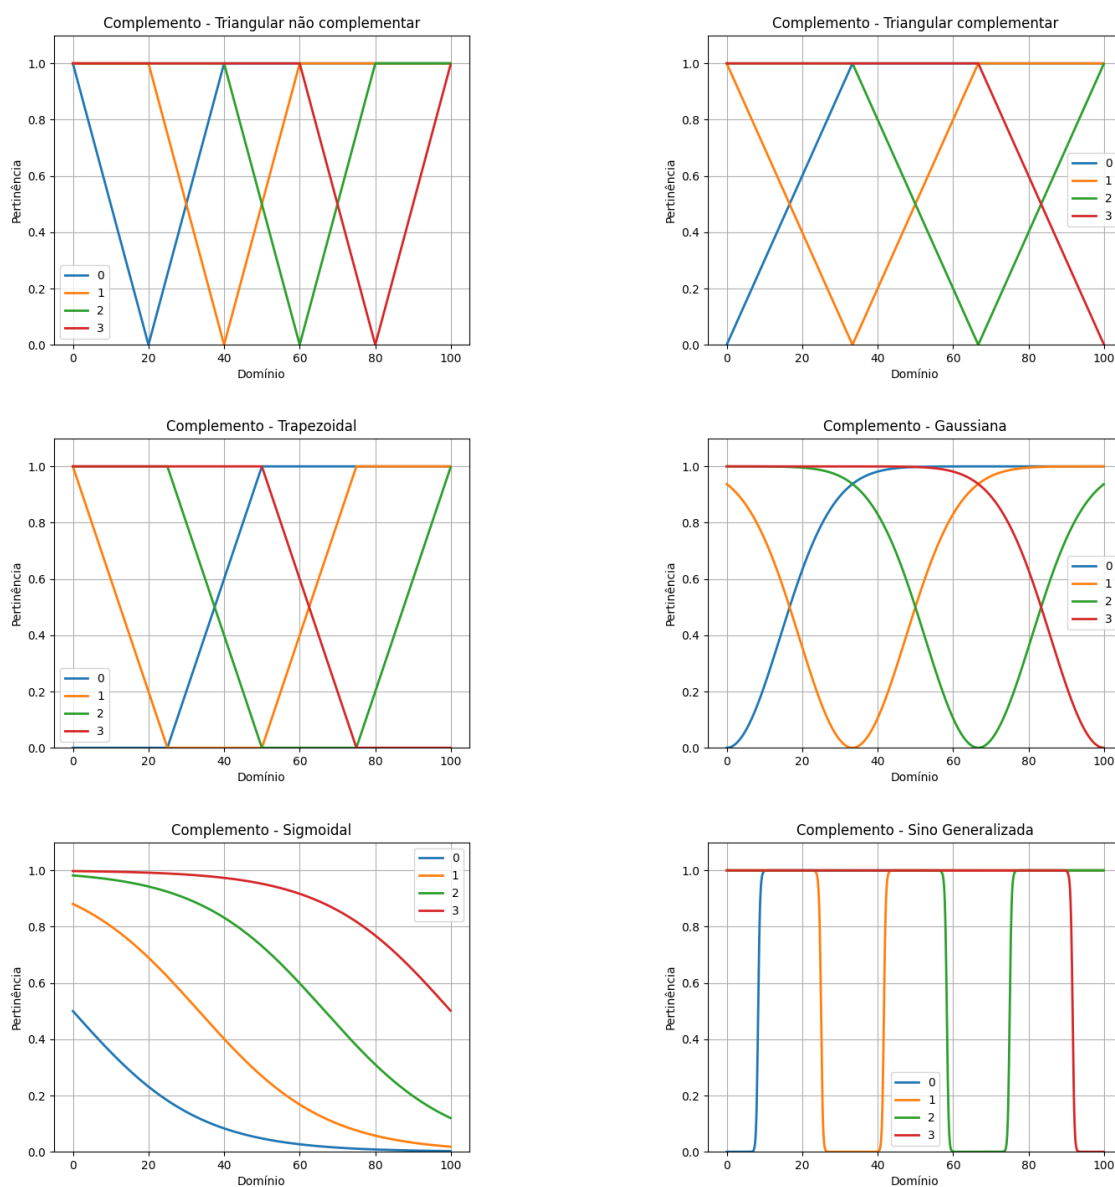 Complemento - Triangular não complementar
1.0
0.8
0.6
0.4
0.2
0.0
Pertinência
0
1
2
3
0 20 40 60 80 100
Domínio
Complemento - Triangular complementar
1.0
0.8
0.6
0.4
0.2
0.0
Pertinência
0
1
2
3
0 20 40 60 80 100
Domínio
Complemento - Trapezoidal
1.0
0.8
0.6
0.4
0.2
0.0
Pertinência
0
1
2
3
0 20 40 60 80 100
Domínio
Complemento - Gaussiana
1.0
0.8
0.6
0.4
0.2
0.0
Pertinência
0
1
2
3
0 20 40 60 80 100
Domínio
Complemento - Sigmoidal
1.0
0.8
0.6
0.4
0.2
0.0
Pertinência
0
1
2
3
0 20 40 60 80 100
Domínio
Complemento - Sino Generalizada
1.0
0.8
0.6
0.4
0.2
0.0
Pertinência
0
1
2
3
0 20 40 60 80 100
Domínio